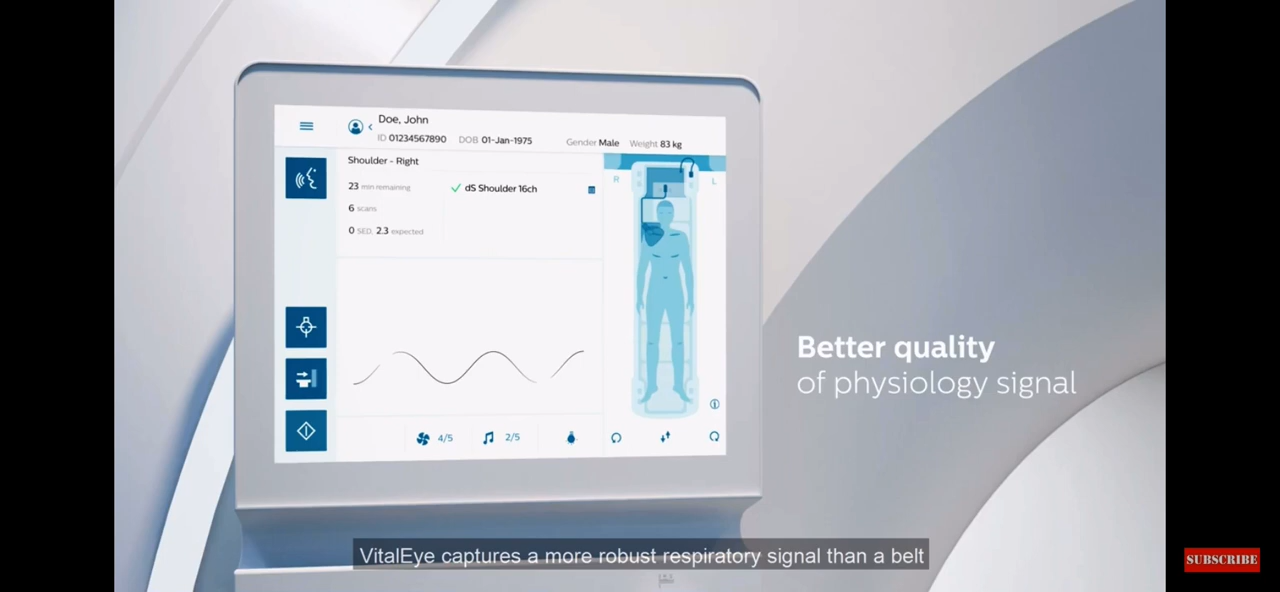 Doe, John
ID 01234567890 DOB 01-Jan-1975 Gender Male Weight 83 kg
Shoulder - Right
23 min remaining
dS Shoulder 16ch
6 scans
0 SED, 2.3 expected
R
L
4/5
2/5
Better quality
of physiology signal
VitalEye captures a more robust respiratory signal than a belt
SUBSCRIBE